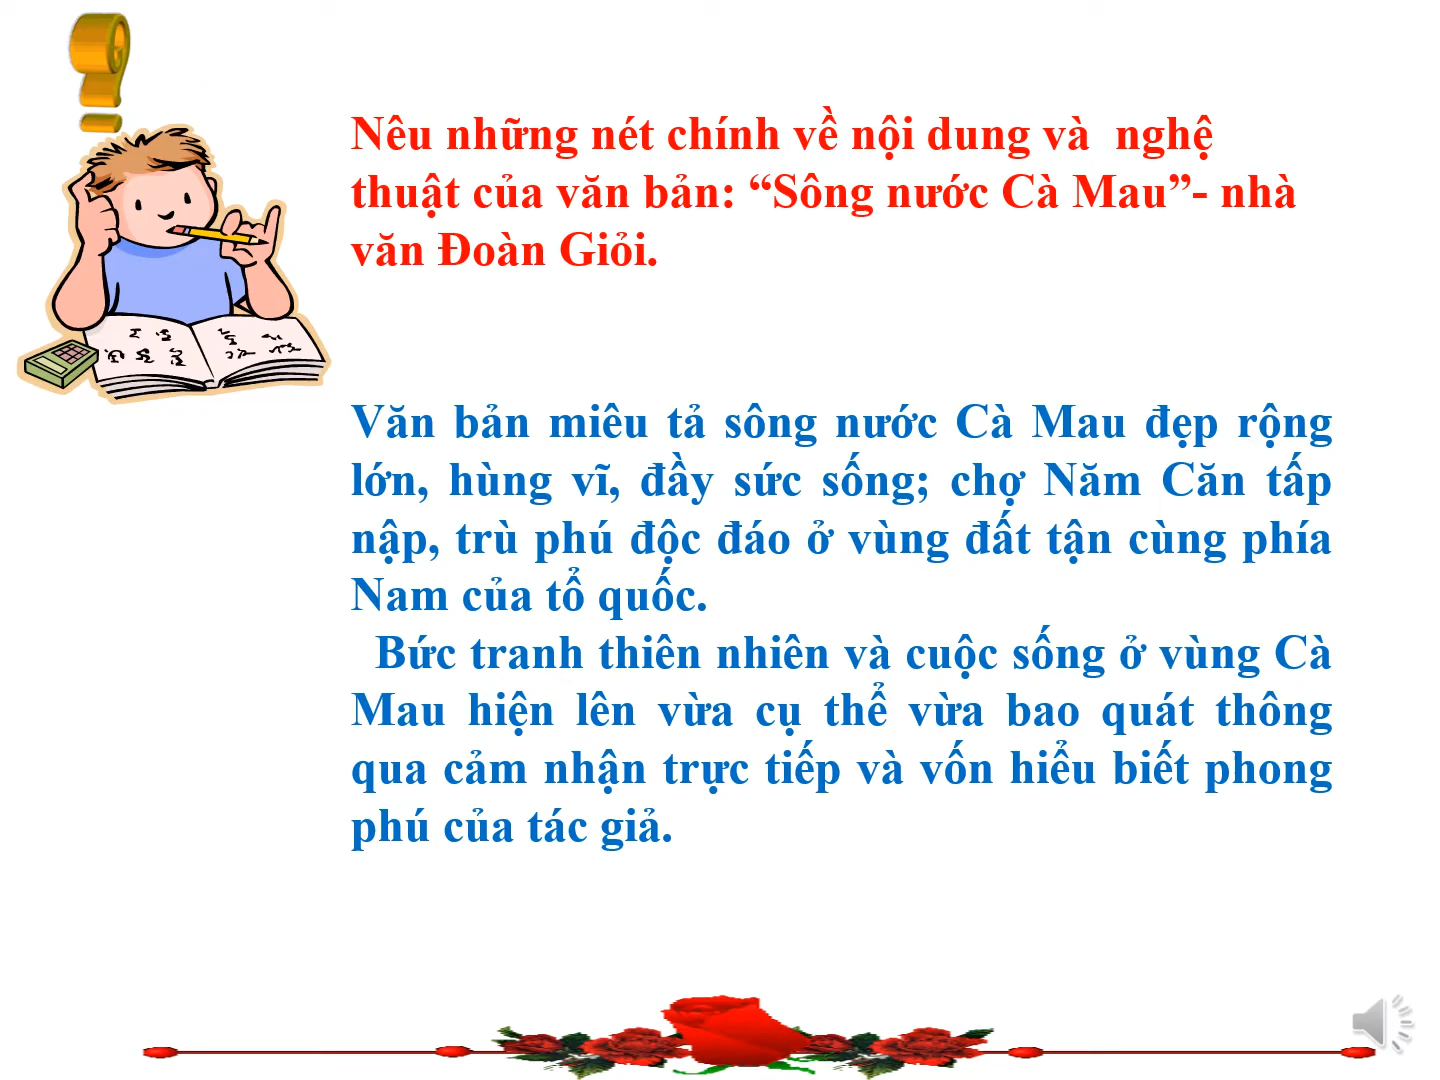 Nêu những nét chính về nội dung và  nghệ
thuật của văn bản: “Sông nước Cà Mau”- nhà
văn Đoàn Giỏi.
Văn bản miêu tả sông nước Cà Mau đẹp rộng
lớn, hùng vĩ, đầy sức sống; chợ Năm Căn tấp
nập, trù phú độc đáo ở vùng đất tận cùng phía
Nam của tổ quốc.
Bức tranh thiên nhiên và cuộc sống ở vùng Cà
Mau hiện lên vừa cụ thể vừa bao quát thông
qua cảm nhận trực tiếp và vốn hiểu biết phong
phú của tác giả.